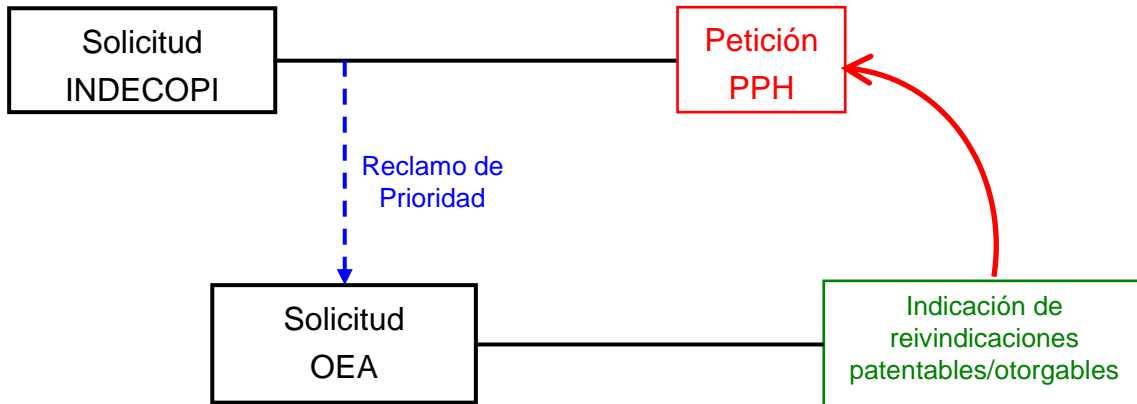 Solicitud
INDECOPI
Petición
PPH
Reclamo de
Prioridad
Solicitud
OEA
Indicación de
reivindicaciones
patentables/otorgables